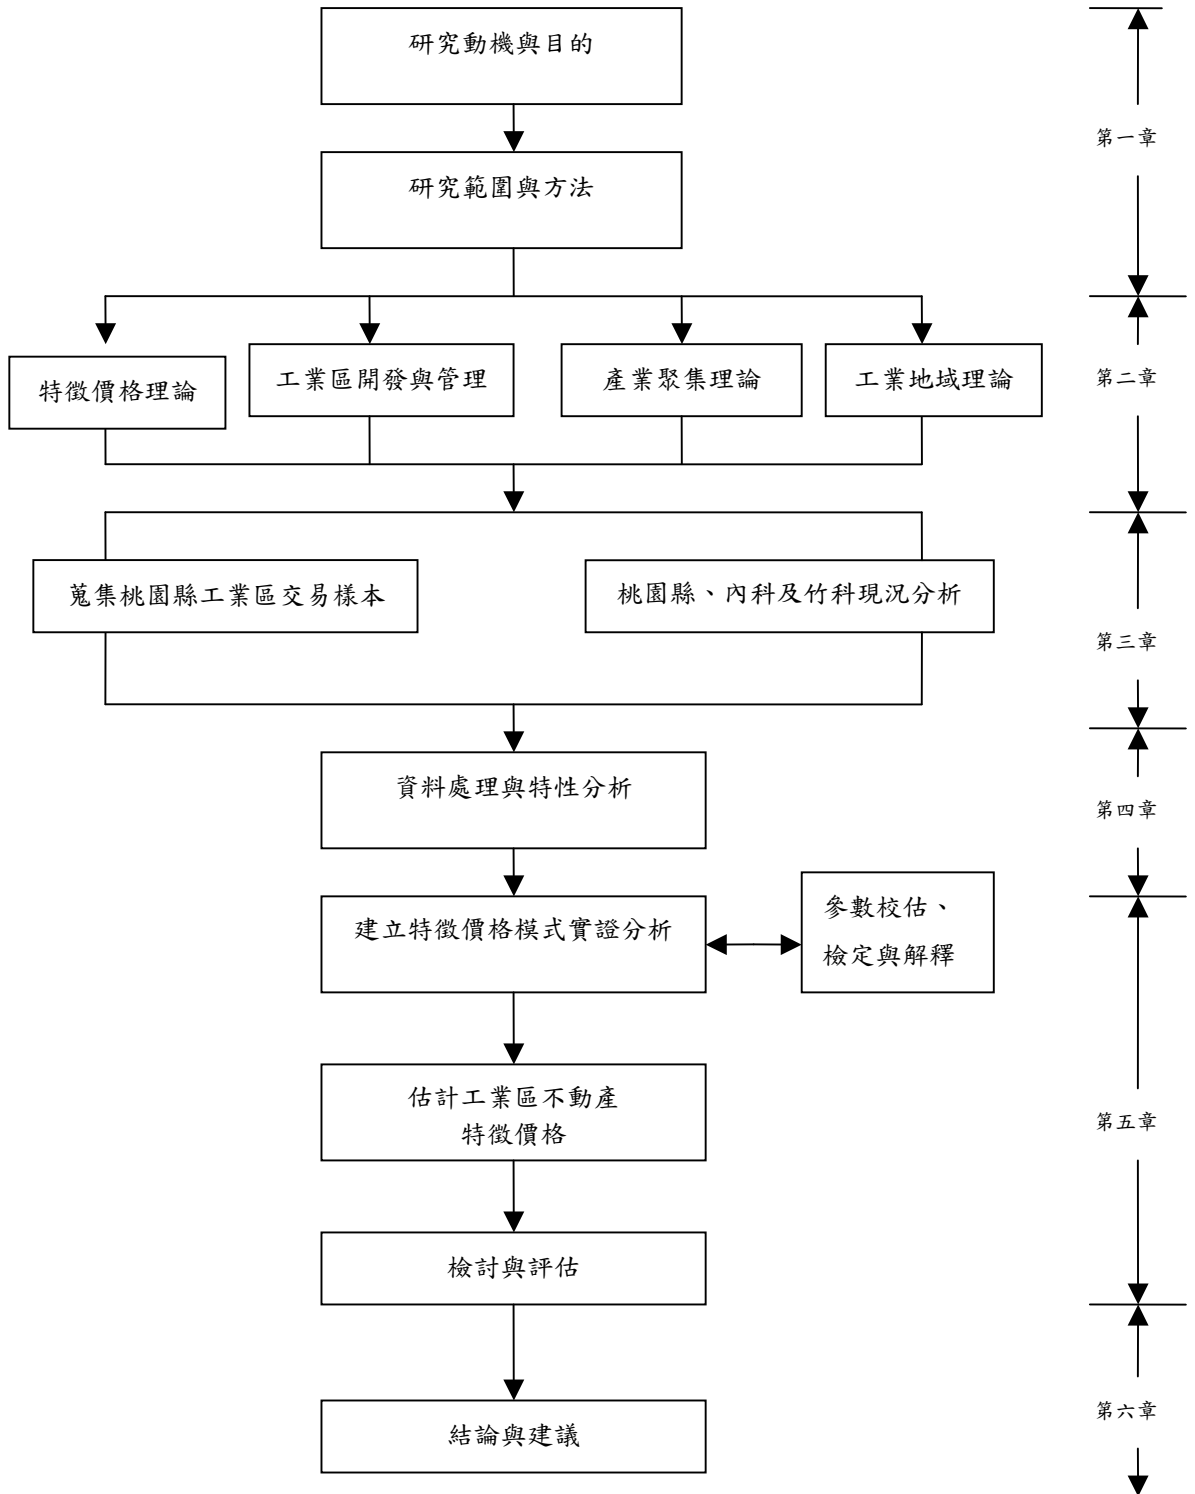 研究動機與目的
第一章
研究範圍與方法
特徵價格理論
工業區開發與管理
產業聚集理論
工業地域理論
第二章
蒐集桃園縣工業區交易樣本
桃園縣、內科及竹科現況分析
第三章
資料處理與特性分析
第四章
建立特徵價格模式實證分析
參數校估、
檢定與解釋
估計工業區不動產
特徵價格
第五章
檢討與評估
結論與建議
第六章